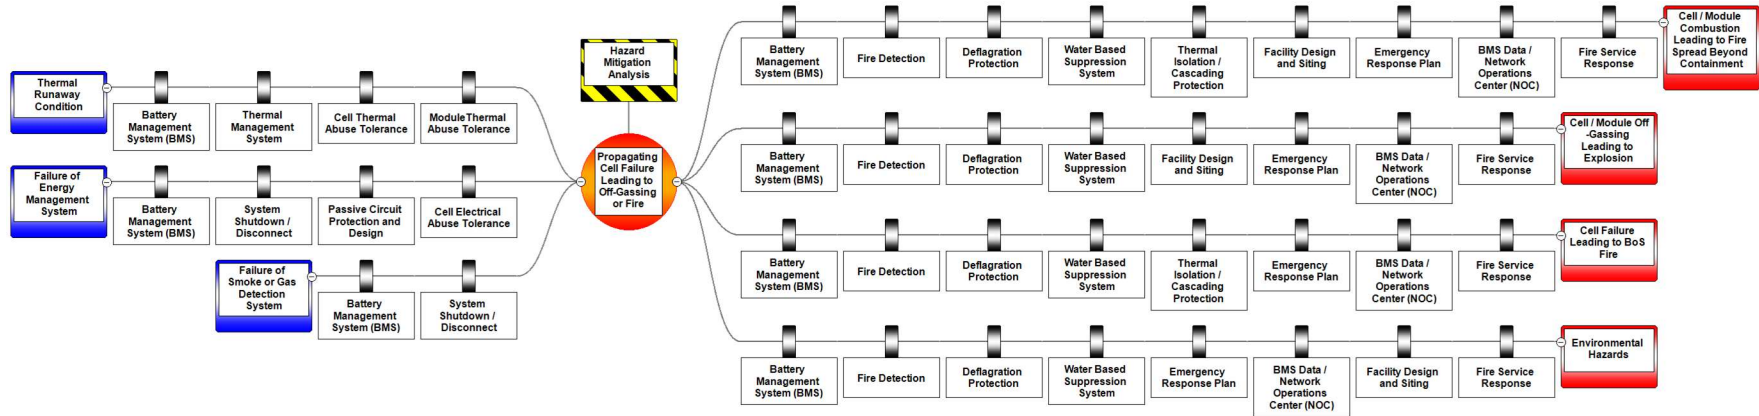 Hazard
Mitigation
Analysis
Thermal
Runaway
Condition
Battery
Management
System (BMS)
Thermal
Management
System
Cell Thermal
Abuse Tolerance
Module Thermal
Abuse Tolerance
Failure of
Energy
Management
System
Battery
Management
System (BMS)
System
Shutdown /
Disconnect
Passive Circuit
Protection and
Design
Cell Electrical
Abuse Tolerance
Failure of
Smoke or Gas
Detection
System
Battery
Management
System (BMS)
System
Shutdown /
Disconnect
Propagating
Cell Failure
Leading to
Off-Gassing
or Fire
Battery
Management
System (BMS)
Fire Detection
Deflagration
Protection
Water Based
Suppression
System
Thermal
Isolation /
Cascading
Protection
Facility Design
and Siting
Emergency
Response Plan
BMS Data /
Network
Operations
Center (NOC)
Fire Service
Response
Cell / Module
Combustion
Leading to Fire
Spread Beyond
Containment
Battery
Management
System (BMS)
Fire Detection
Deflagration
Protection
Water Based
Suppression
System
Facility Design
and Siting
Emergency
Response Plan
BMS Data /
Network
Operations
Center (NOC)
Fire Service
Response
Cell / Module Off
-Gassing
Leading to
Explosion
Battery
Management
System (BMS)
Fire Detection
Deflagration
Protection
Water Based
Suppression
System
Thermal
Isolation /
Cascading
Protection
Emergency
Response Plan
BMS Data /
Network
Operations
Center (NOC)
Fire Service
Response
Cell Failure
Leading to BoS
Fire
Battery
Management
System (BMS)
Fire Detection
Deflagration
Protection
Water Based
Suppression
System
Emergency
Response Plan
BMS Data /
Network
Operations
Center (NOC)
Facility Design
and Siting
Fire Service
Response
Environmental
Hazards